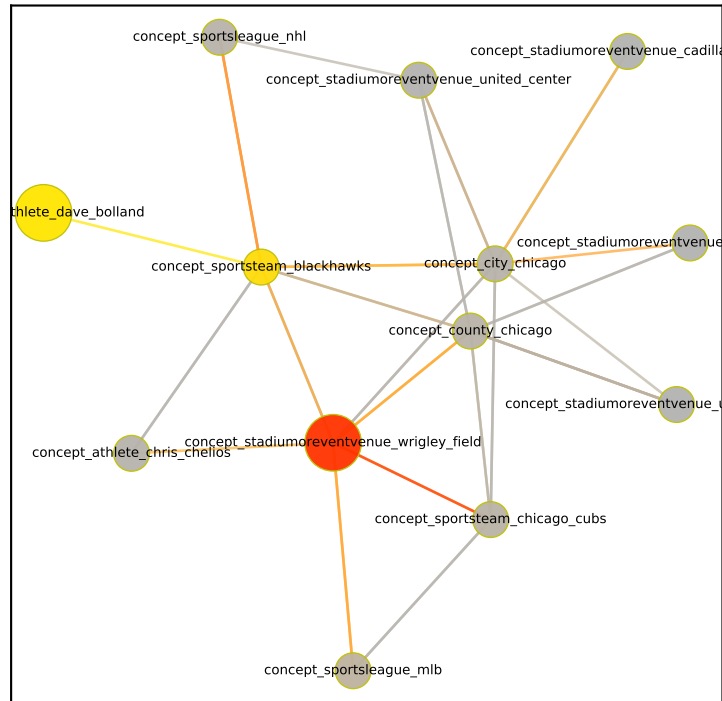 concept_sportsleague_nhl
concept_stadiumoreventvenue_cadilla
concept_stadiumoreventvenue_united_center
thlete_dave_bolland
concept_stadiumoreventvenue
concept_sportsteam_blackhawks
concept_city_chicago
concept_county_chicago
concept_stadiumoreventvenue_u
concept_stadiumoreventvenue_wrigley_field
concept_athlete_chris_chelios
concept_sportsteam_chicago_cubs
concept_sportsleague_mlb